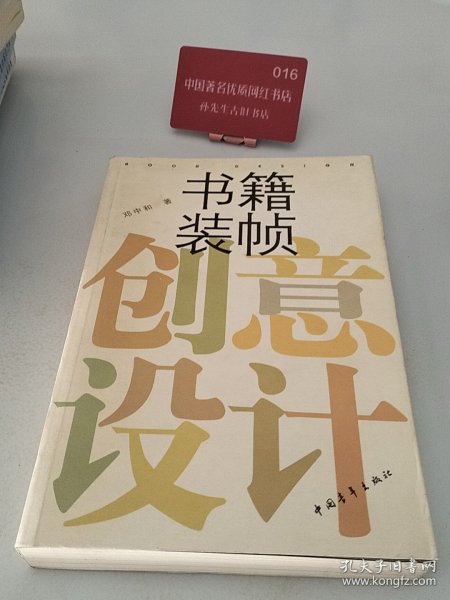 016
中国著名优质网红书店
孙先生古旧书店
BOOK DESIGN
书籍
装帧
邓中和 著
创意
设计
中国青年出版社
孔夫子旧书网
www.kongfz.com